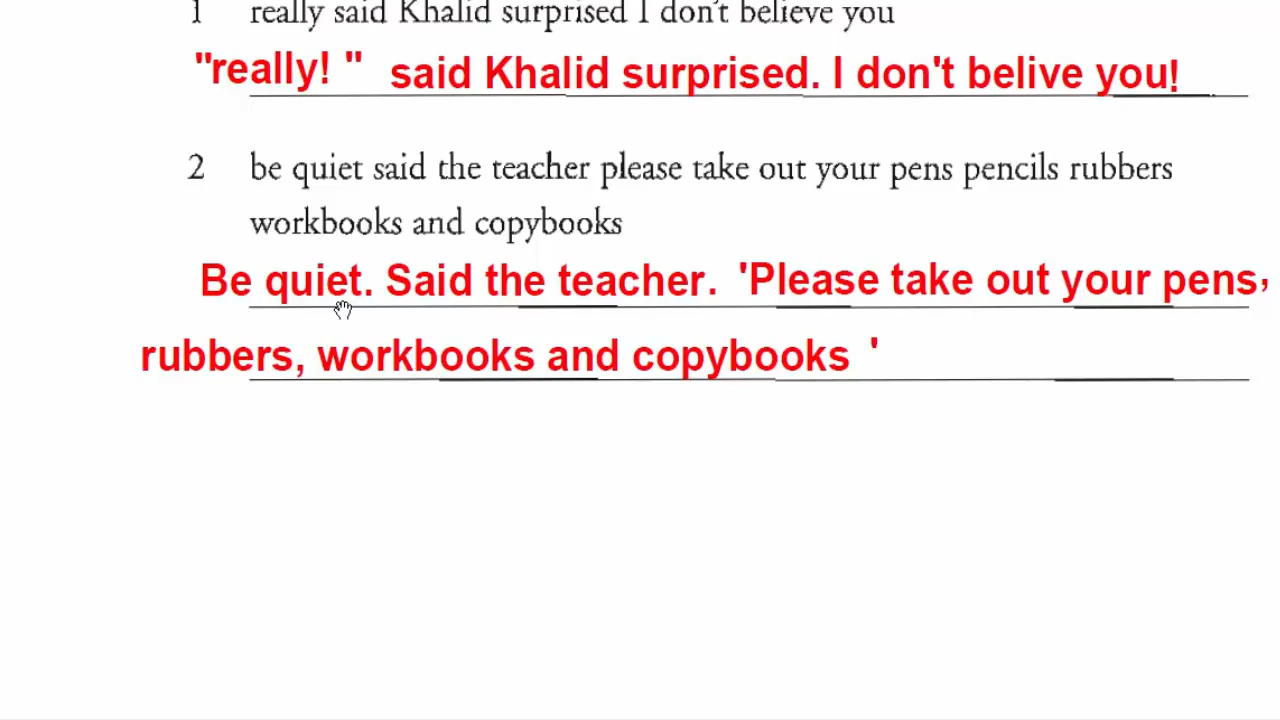 1 really said Khalid surprised I don't believe you
"really! " said Khalid surprised. I don't belive you!
2 be quiet said the teacher please take out your pens pencils rubbers
workbooks and copybooks
Be quiet. Said the teacher. 'Please take out your pens,
rubbers, workbooks and copybooks '